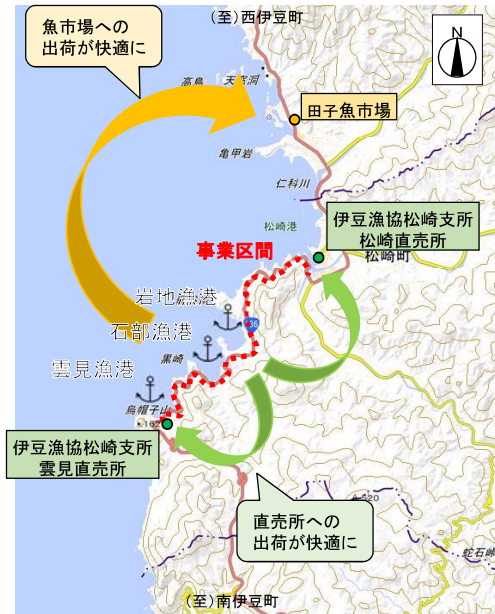 (至)西伊豆町
N
魚市場への
出荷が快適に
天窓洞
高島
田子魚市場
亀甲岩
仁科川
松崎港
伊豆漁協松崎支所
松崎直売所
事業区間
松崎町
岩地漁港
136
石部漁港
黒崎
雲見漁港
烏帽子山
162
伊豆漁協松崎支所
雲見直売所
直売所への
出荷が快適に
520
蛇石峠
(至)南伊豆町